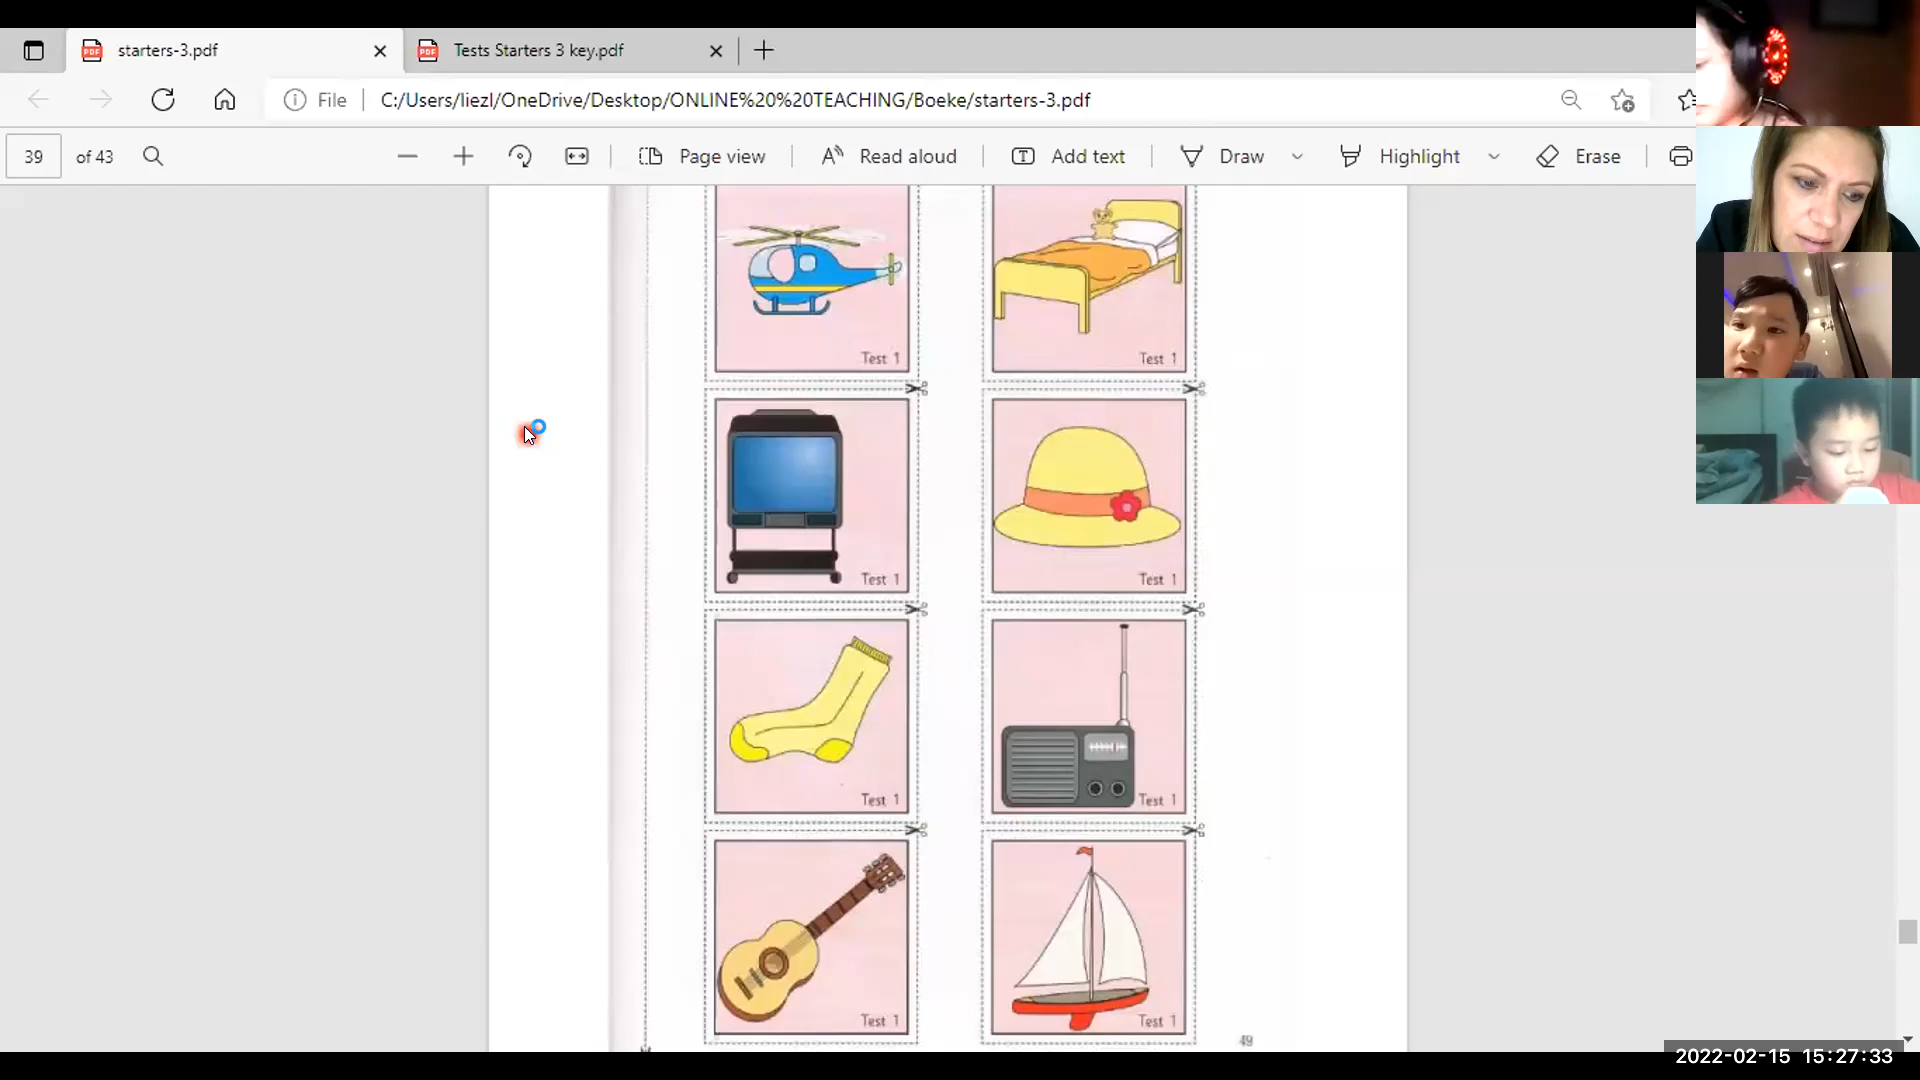 starters-3.pdf
Tests Starters 3 key.pdf
File
C:/Users/liezl/OneDrive/Desktop/ONLINE%20%20TEACHING/Boeke/starters-3.pdf
39 of 43
Page view
Read aloud
Add text
Draw
Highlight
Erase
Test 1
Test 1
Test 1
Test 1
Test 1
Test 1
Test 1
Test 1
49
2022-02-15 15:27:33